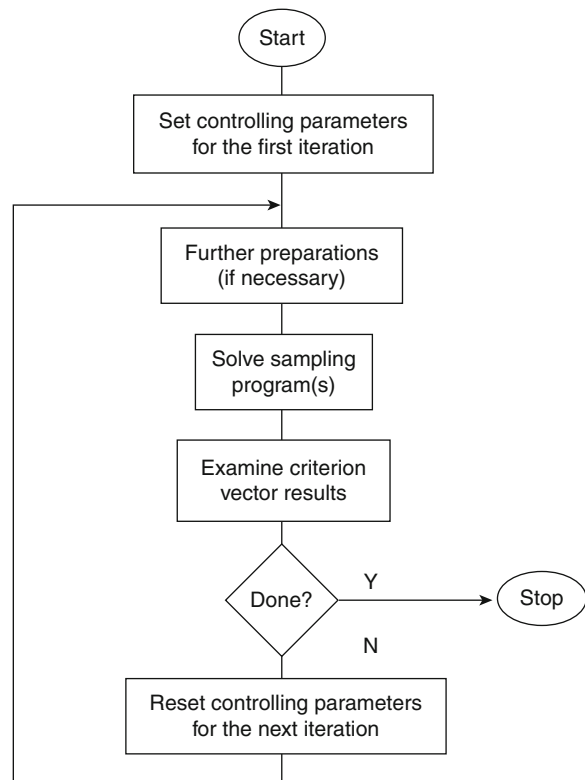 Start
Set controlling parameters
for the first iteration
Further preparations
(if necessary)
Solve sampling
program(s)
Examine criterion
vector results
Done?
Y
Stop
N
Reset controlling parameters
for the next iteration